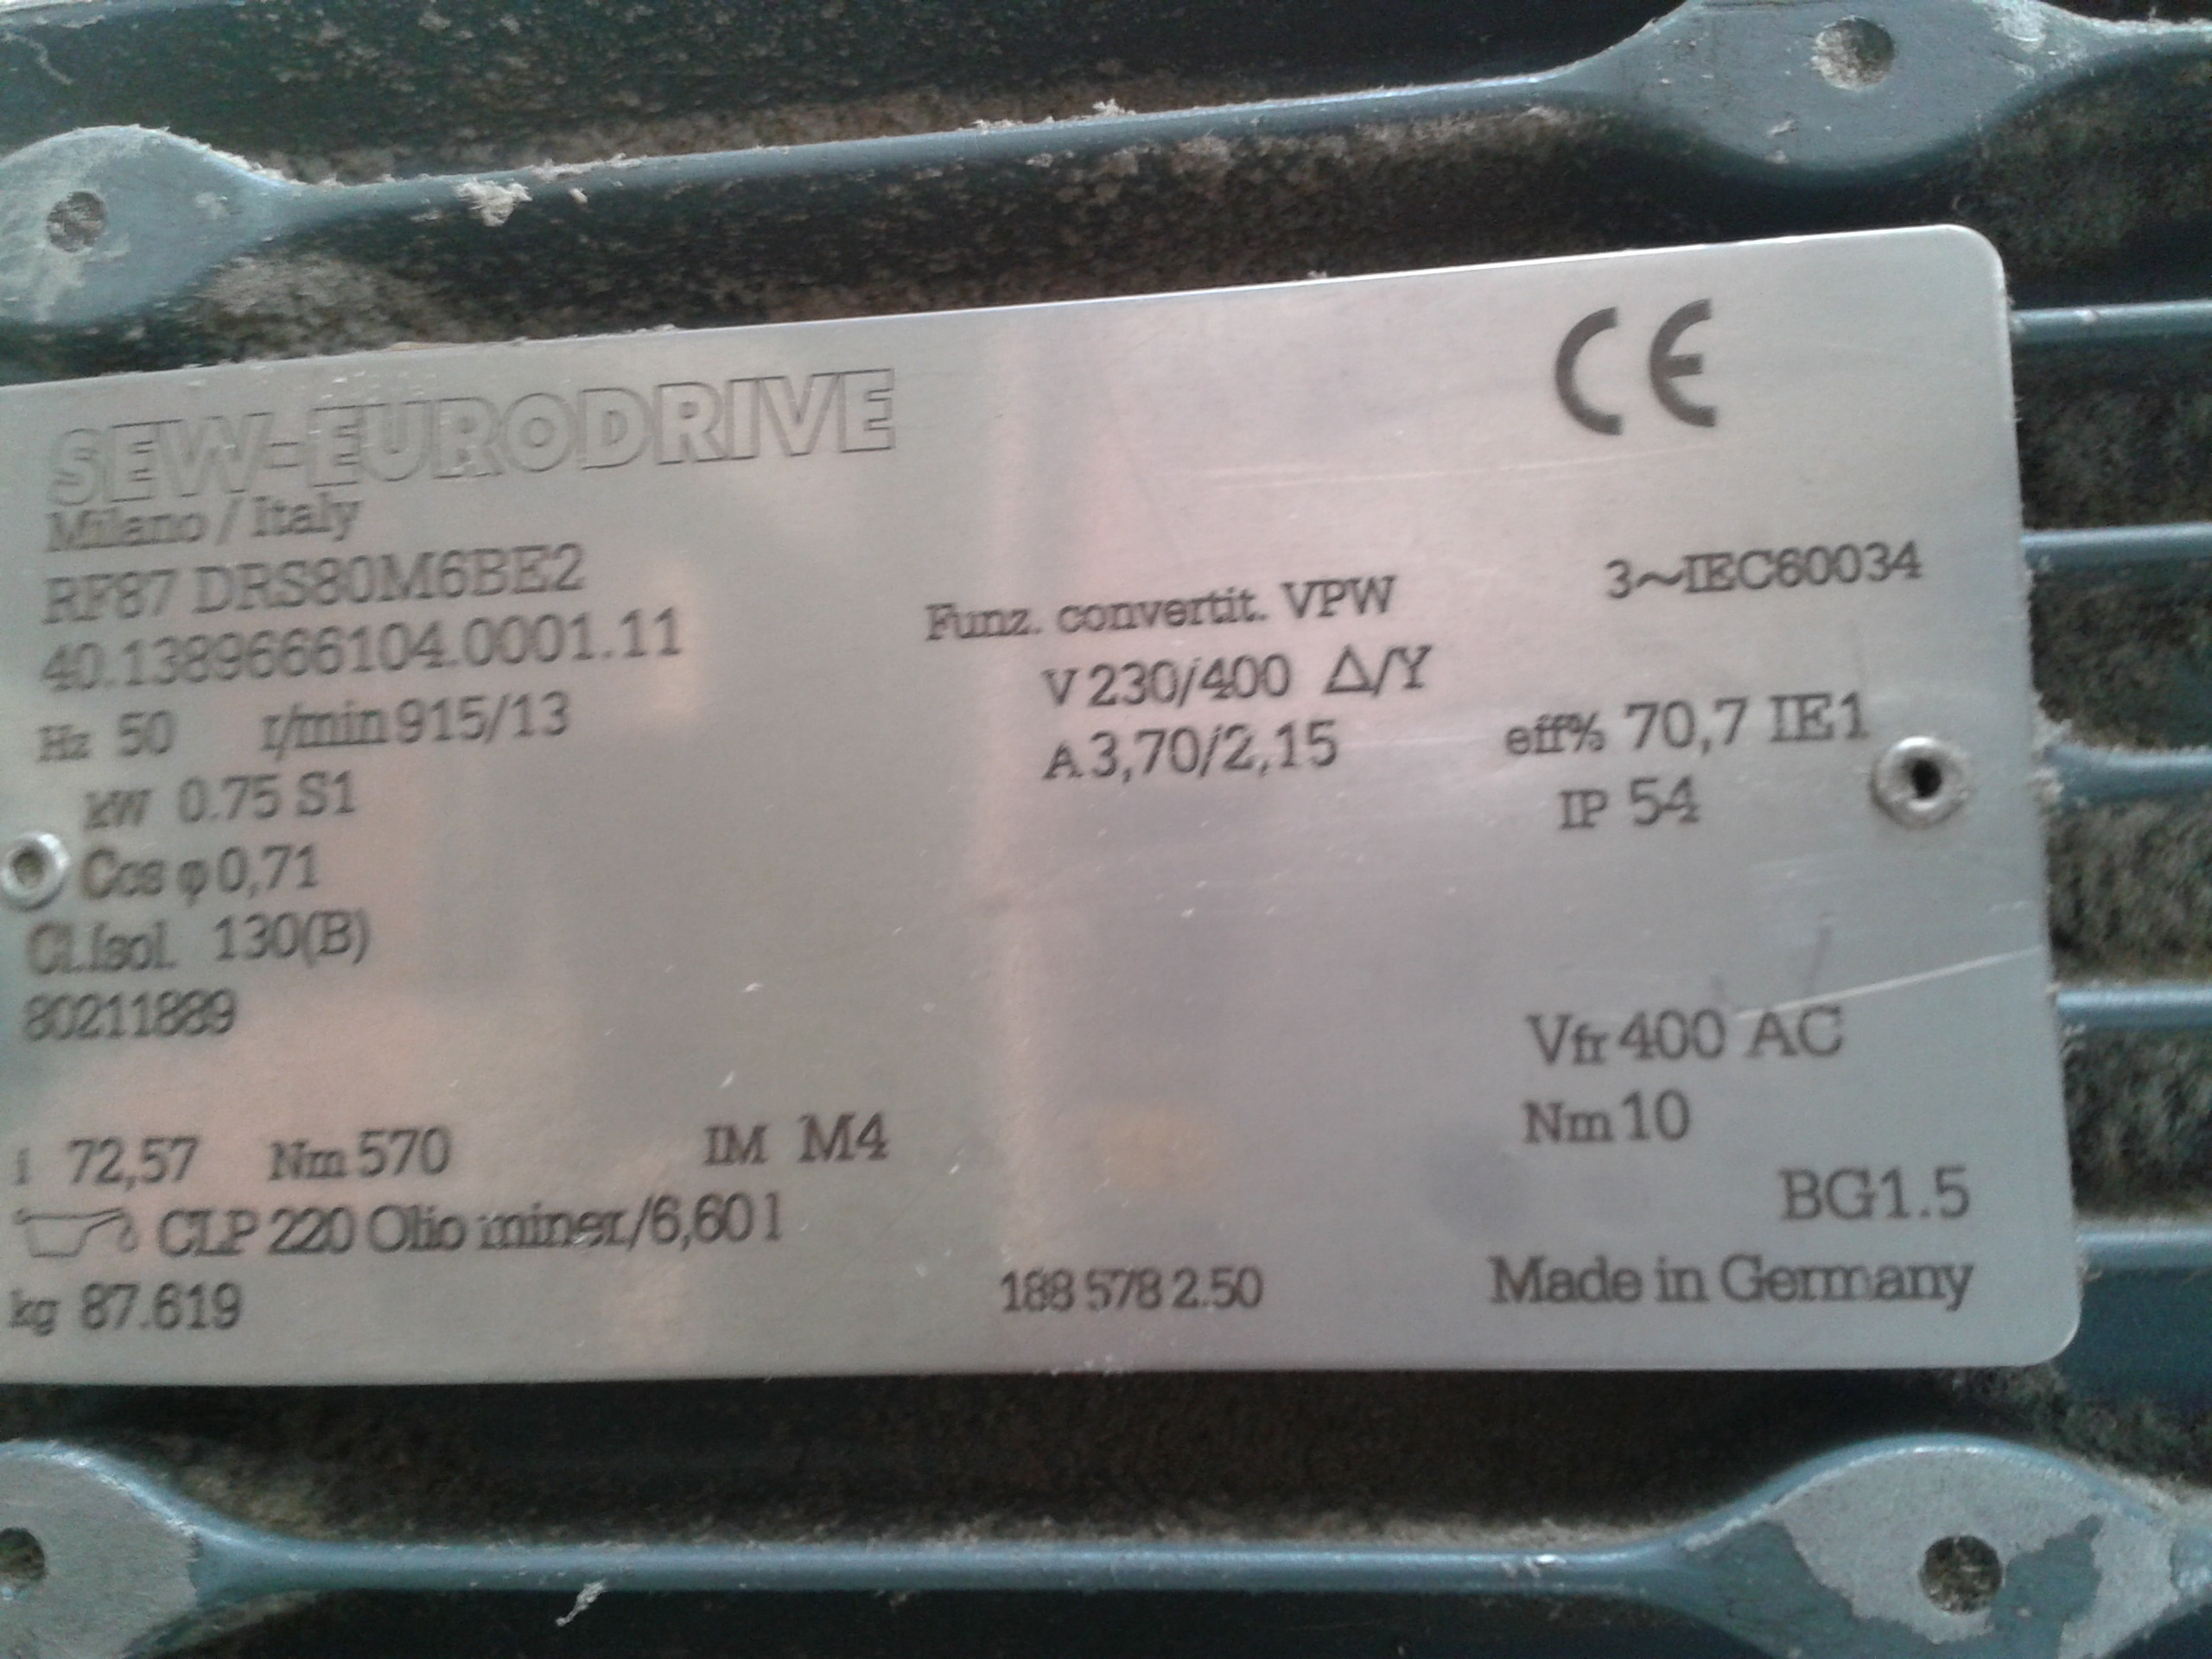 SEW-EURODRIVE
CE
Milano / Italy
RF87 DRS80M6BE2
3~IEC60034
40.1389666104.0001.11
Funz. convertit. VPW
Hz 50 r/min 915/13
V 230/400 Δ/Y
kW 0.75 S1
A 3,70/2,15
eff% 70,7 IE1
Cos φ 0,71
IP 54
Cl.Isol. 130(B)
80211889
Vfr 400 AC
i 72,57 Nm 570 IM M4
Nm 10
CLP 220 Olio miner./6,60 l
BG1.5
kg 87.619
188 578 2.50
Made in Germany